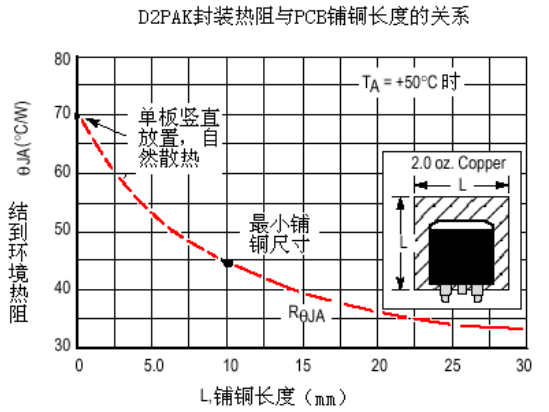 D2PAK封装热阻与PCB铺铜长度的关系
80
70
60
50
40
30
θJA(°C/W)
结到环境热阻
TA = +50°C 时
单板竖直
放置，自
然散热
最小铺
铜尺寸
RθJA
2.0 oz. Copper
L
L
0 5.0 10 15 20 25 30
L,铺铜长度（mm）